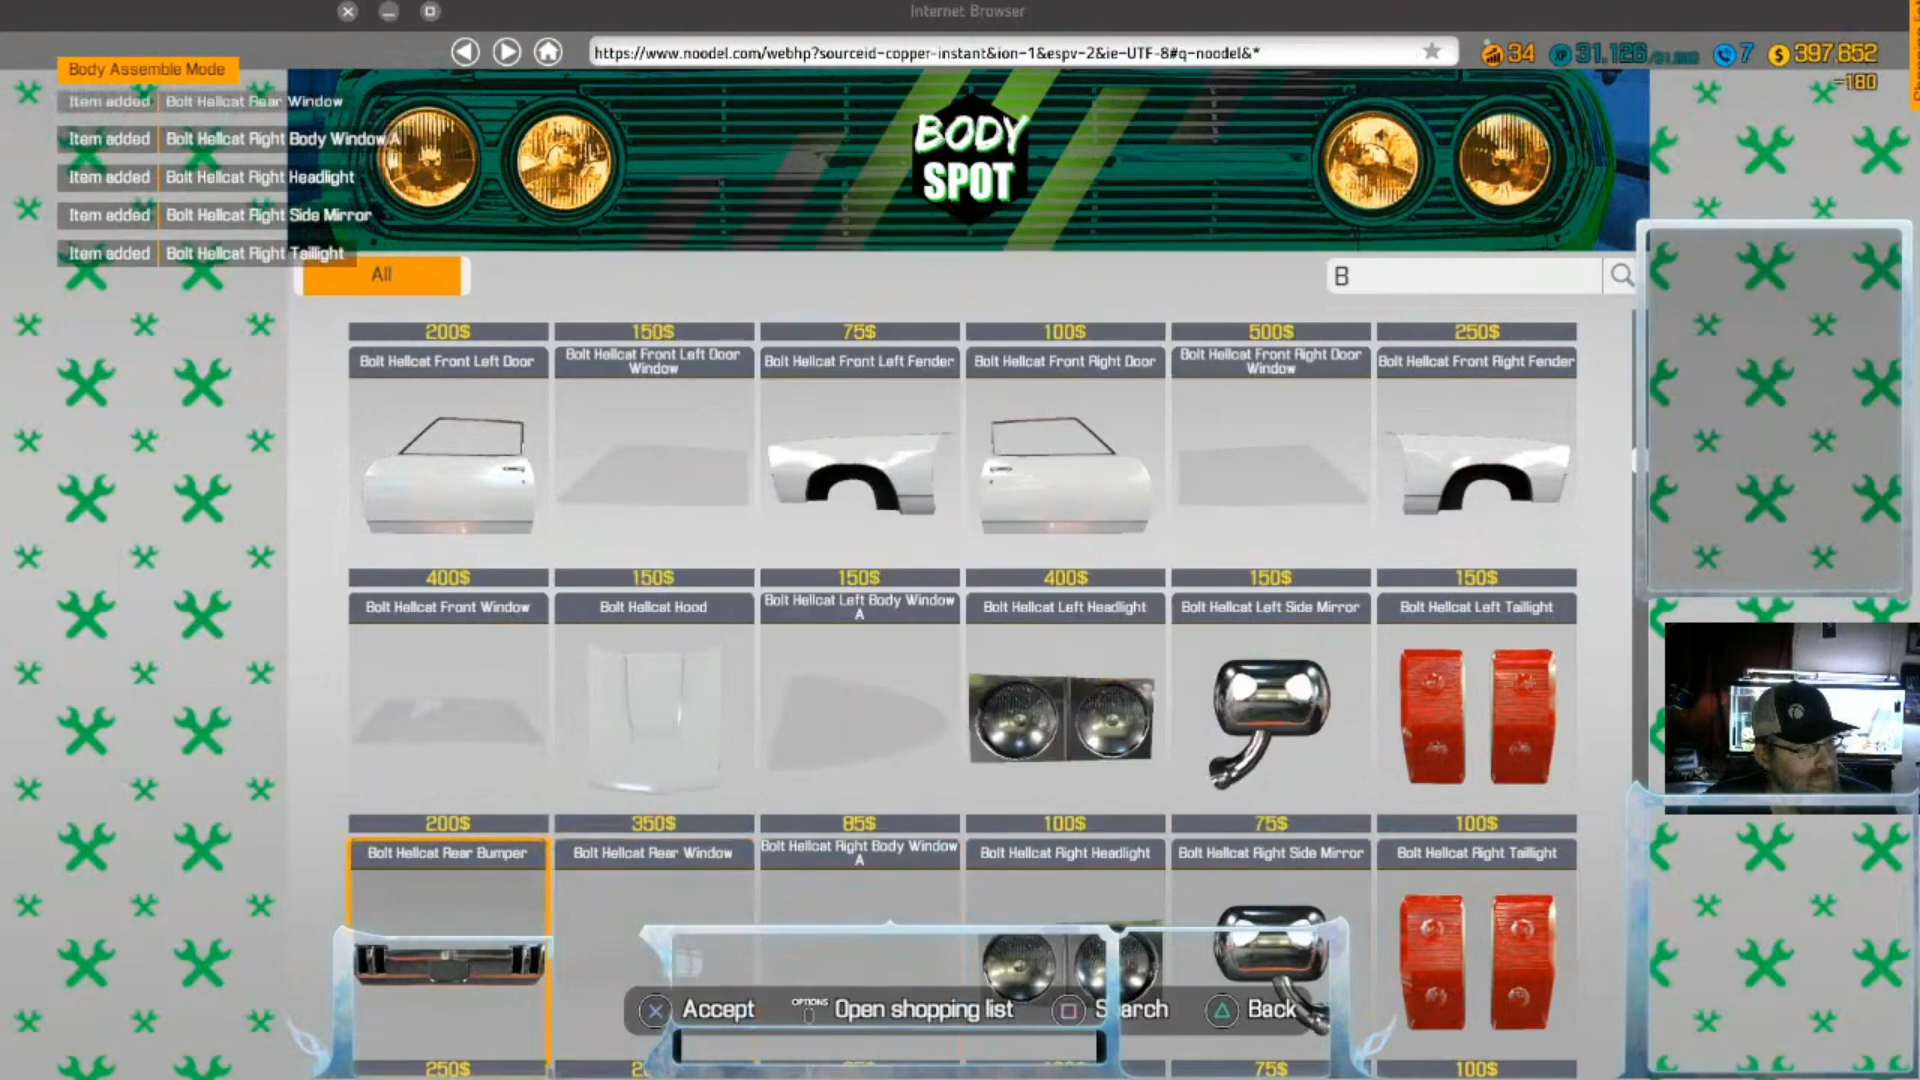 Internet Browser
https://www.noodel.com/webhp?sourceid-copper-instant&ion-1&espv-2&ie-UTF-8#q-noodel&*
34
31,126
7
397,652
-180
Body Assemble Mode
Item added Bolt Hellcat Rear Window
Item added Bolt Hellcat Right Body Window A
Item added Bolt Hellcat Right Headlight
Item added Bolt Hellcat Right Side Mirror
Item added Bolt Hellcat Right Taillight
BODY
SPOT
All
B
200$ 150$ 75$ 100$ 500$ 250$
Bolt Hellcat Front Left Door
Bolt Hellcat Front Left Door
Window
Bolt Hellcat Front Left Fender
Bolt Hellcat Front Right Door
Bolt Hellcat Front Right Door
Window
Bolt Hellcat Front Right Fender
400$ 150$ 150$ 400$ 150$ 150$
Bolt Hellcat Front Window
Bolt Hellcat Hood
Bolt Hellcat Left Body Window
A
Bolt Hellcat Left Headlight
Bolt Hellcat Left Side Mirror
Bolt Hellcat Left Taillight
200$ 350$ 85$ 100$ 75$ 100$
Bolt Hellcat Rear Bumper
Bolt Hellcat Rear Window
Bolt Hellcat Right Body Window
A
Bolt Hellcat Right Headlight
Bolt Hellcat Right Side Mirror
Bolt Hellcat Right Taillight
Accept
OPTIONS
Open shopping list
Search
Back
250$ 75$ 100$